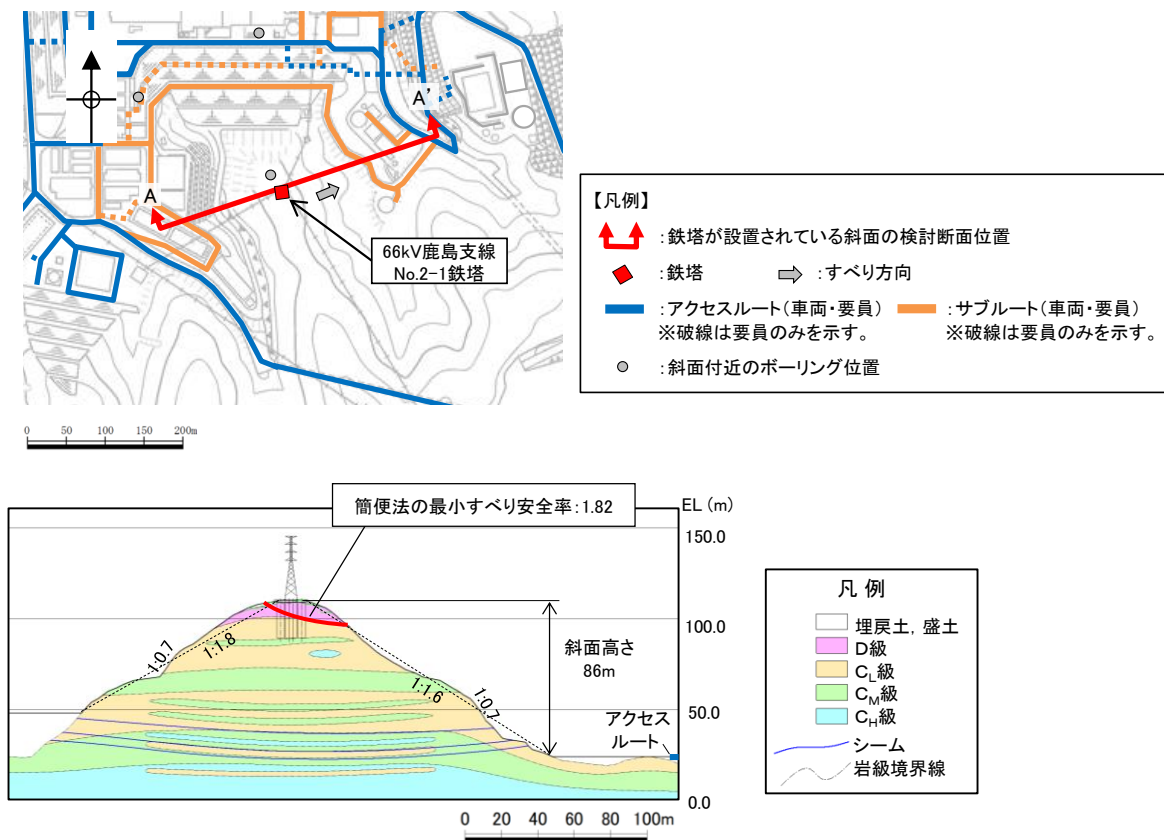 A'
A
66kV鹿島支線
No.2-1鉄塔
0 50 100 150 200m
【凡例】
:鉄塔が設置されている斜面の検討断面位置
:鉄塔
:すべり方向
:アクセスルート(車両・要員)
※破線は要員のみを示す。
:サブルート(車両・要員)
※破線は要員のみを示す。
:斜面付近のボーリング位置
簡便法の最小すべり安全率:1.82
EL (m)
150.0
100.0
50.0
0.0
1:0.7
1:1.8
1:1.6
1:0.7
斜面高さ
86m
アクセス
ルート
0 20 40 60 80 100m
凡 例
埋戻土, 盛土
D級
CL級
CM級
CH級
シーム
岩級境界線